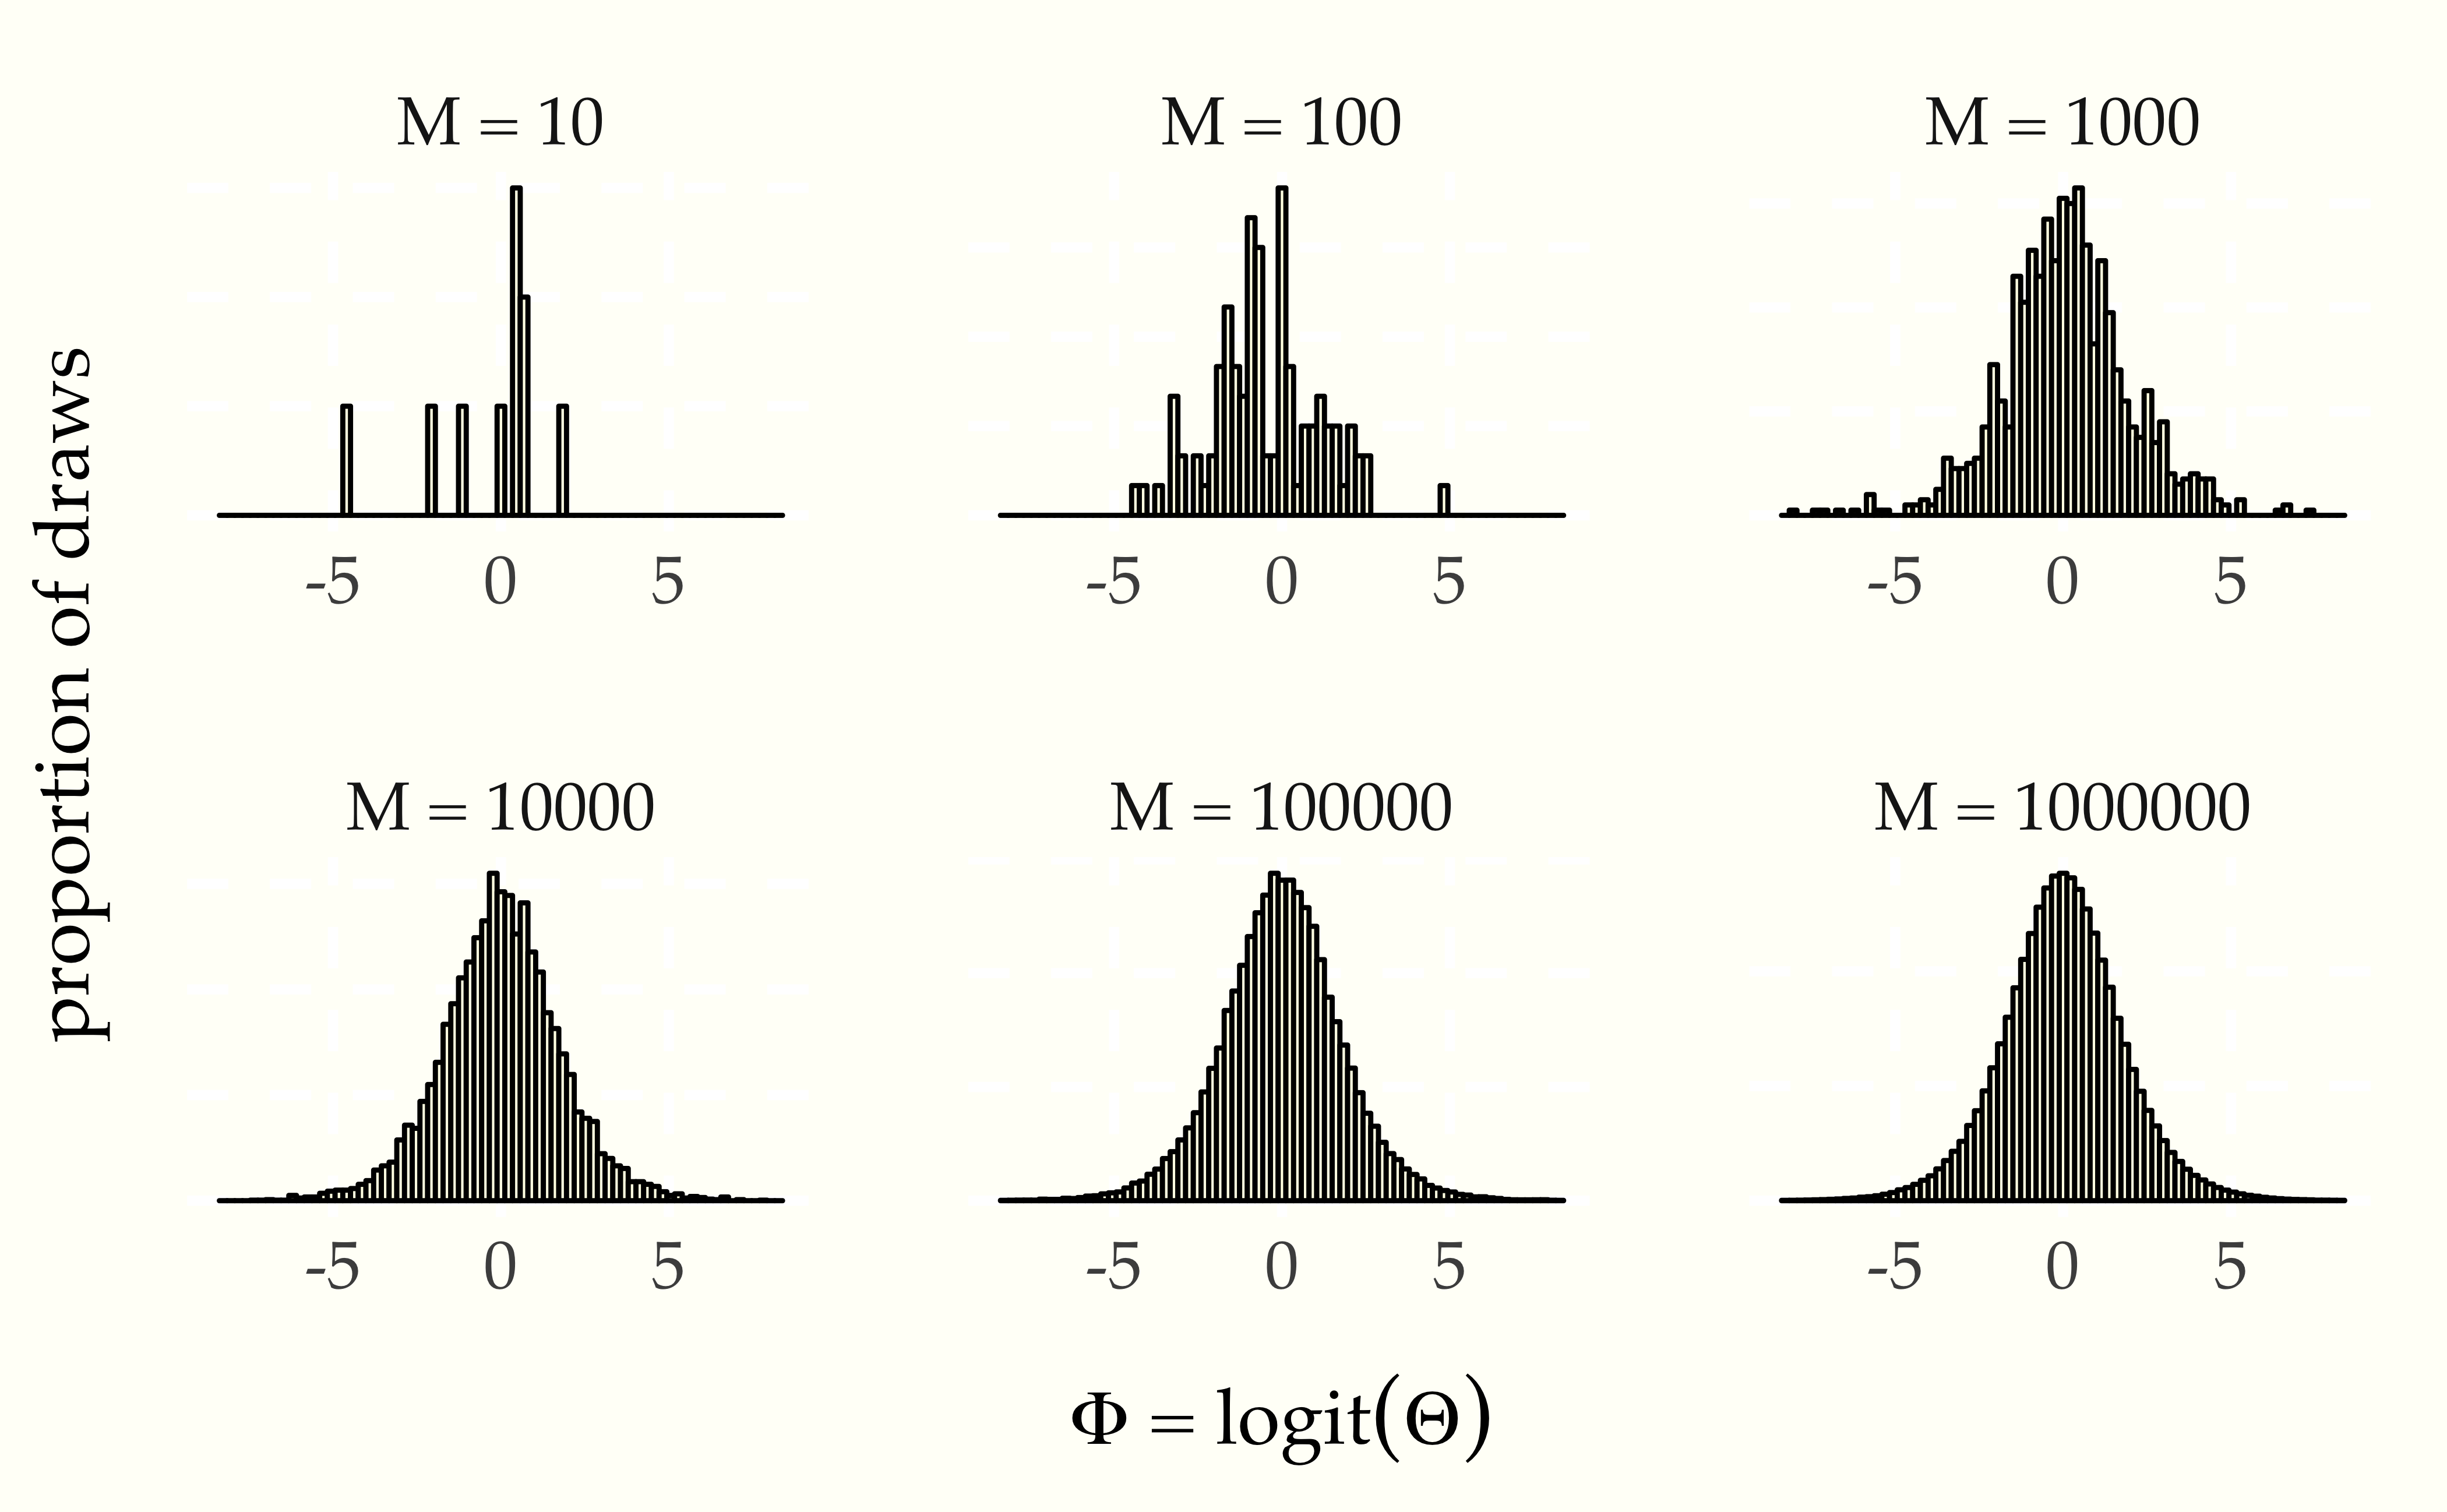 proportion of draws
M = 10
M = 100
M = 1000
-5 0 5
-5 0 5
-5 0 5
M = 10000
M = 100000
M = 1000000
-5 0 5
-5 0 5
-5 0 5
Φ = logit(Θ)